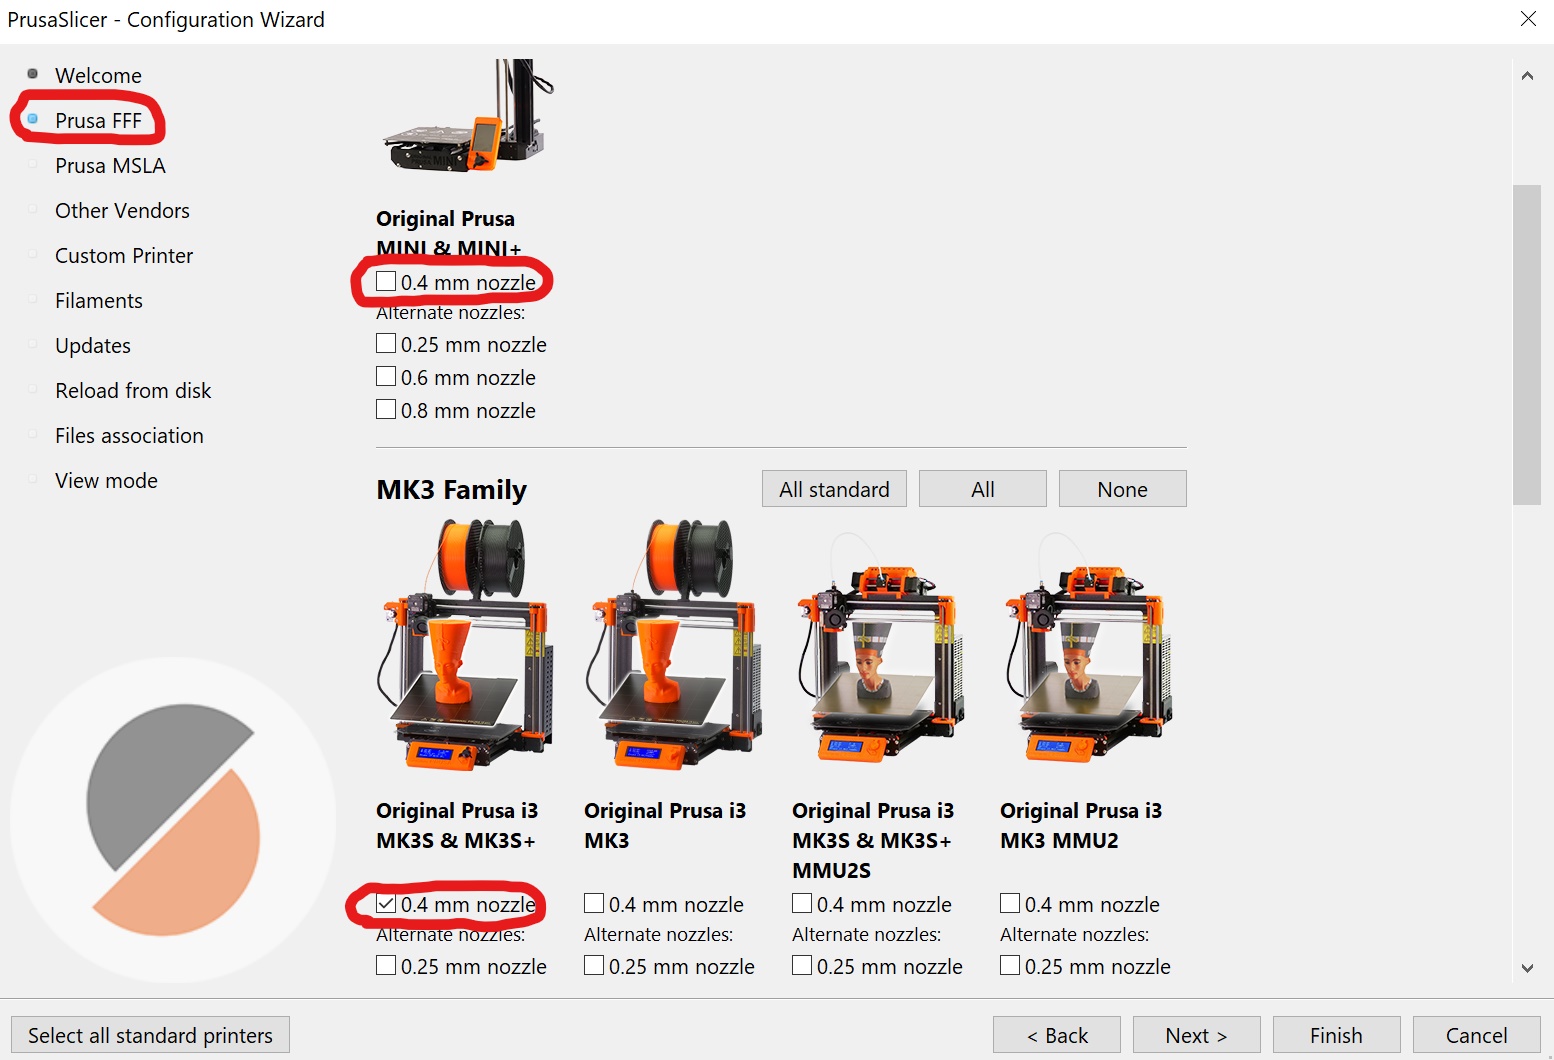 PrusaSlicer - Configuration Wizard
Welcome
Prusa FFF
Prusa MSLA
Other Vendors
Custom Printer
Filaments
Updates
Reload from disk
Files association
View mode
MINI
Original Prusa
MINI & MINI+
0.4 mm nozzle
Alternate nozzles:
0.25 mm nozzle
0.6 mm nozzle
0.8 mm nozzle
MK3 Family
All standard
All
None
Original Prusa i3
MK3S & MK3S+
0.4 mm nozzle
Alternate nozzles:
0.25 mm nozzle
Original Prusa i3
MK3
0.4 mm nozzle
Alternate nozzles:
0.25 mm nozzle
Original Prusa i3
MK3S & MK3S+
MMU2S
0.4 mm nozzle
Alternate nozzles:
0.25 mm nozzle
Original Prusa i3
MK3 MMU2
0.4 mm nozzle
Alternate nozzles:
0.25 mm nozzle
Select all standard printers
< Back
Next >
Finish
Cancel